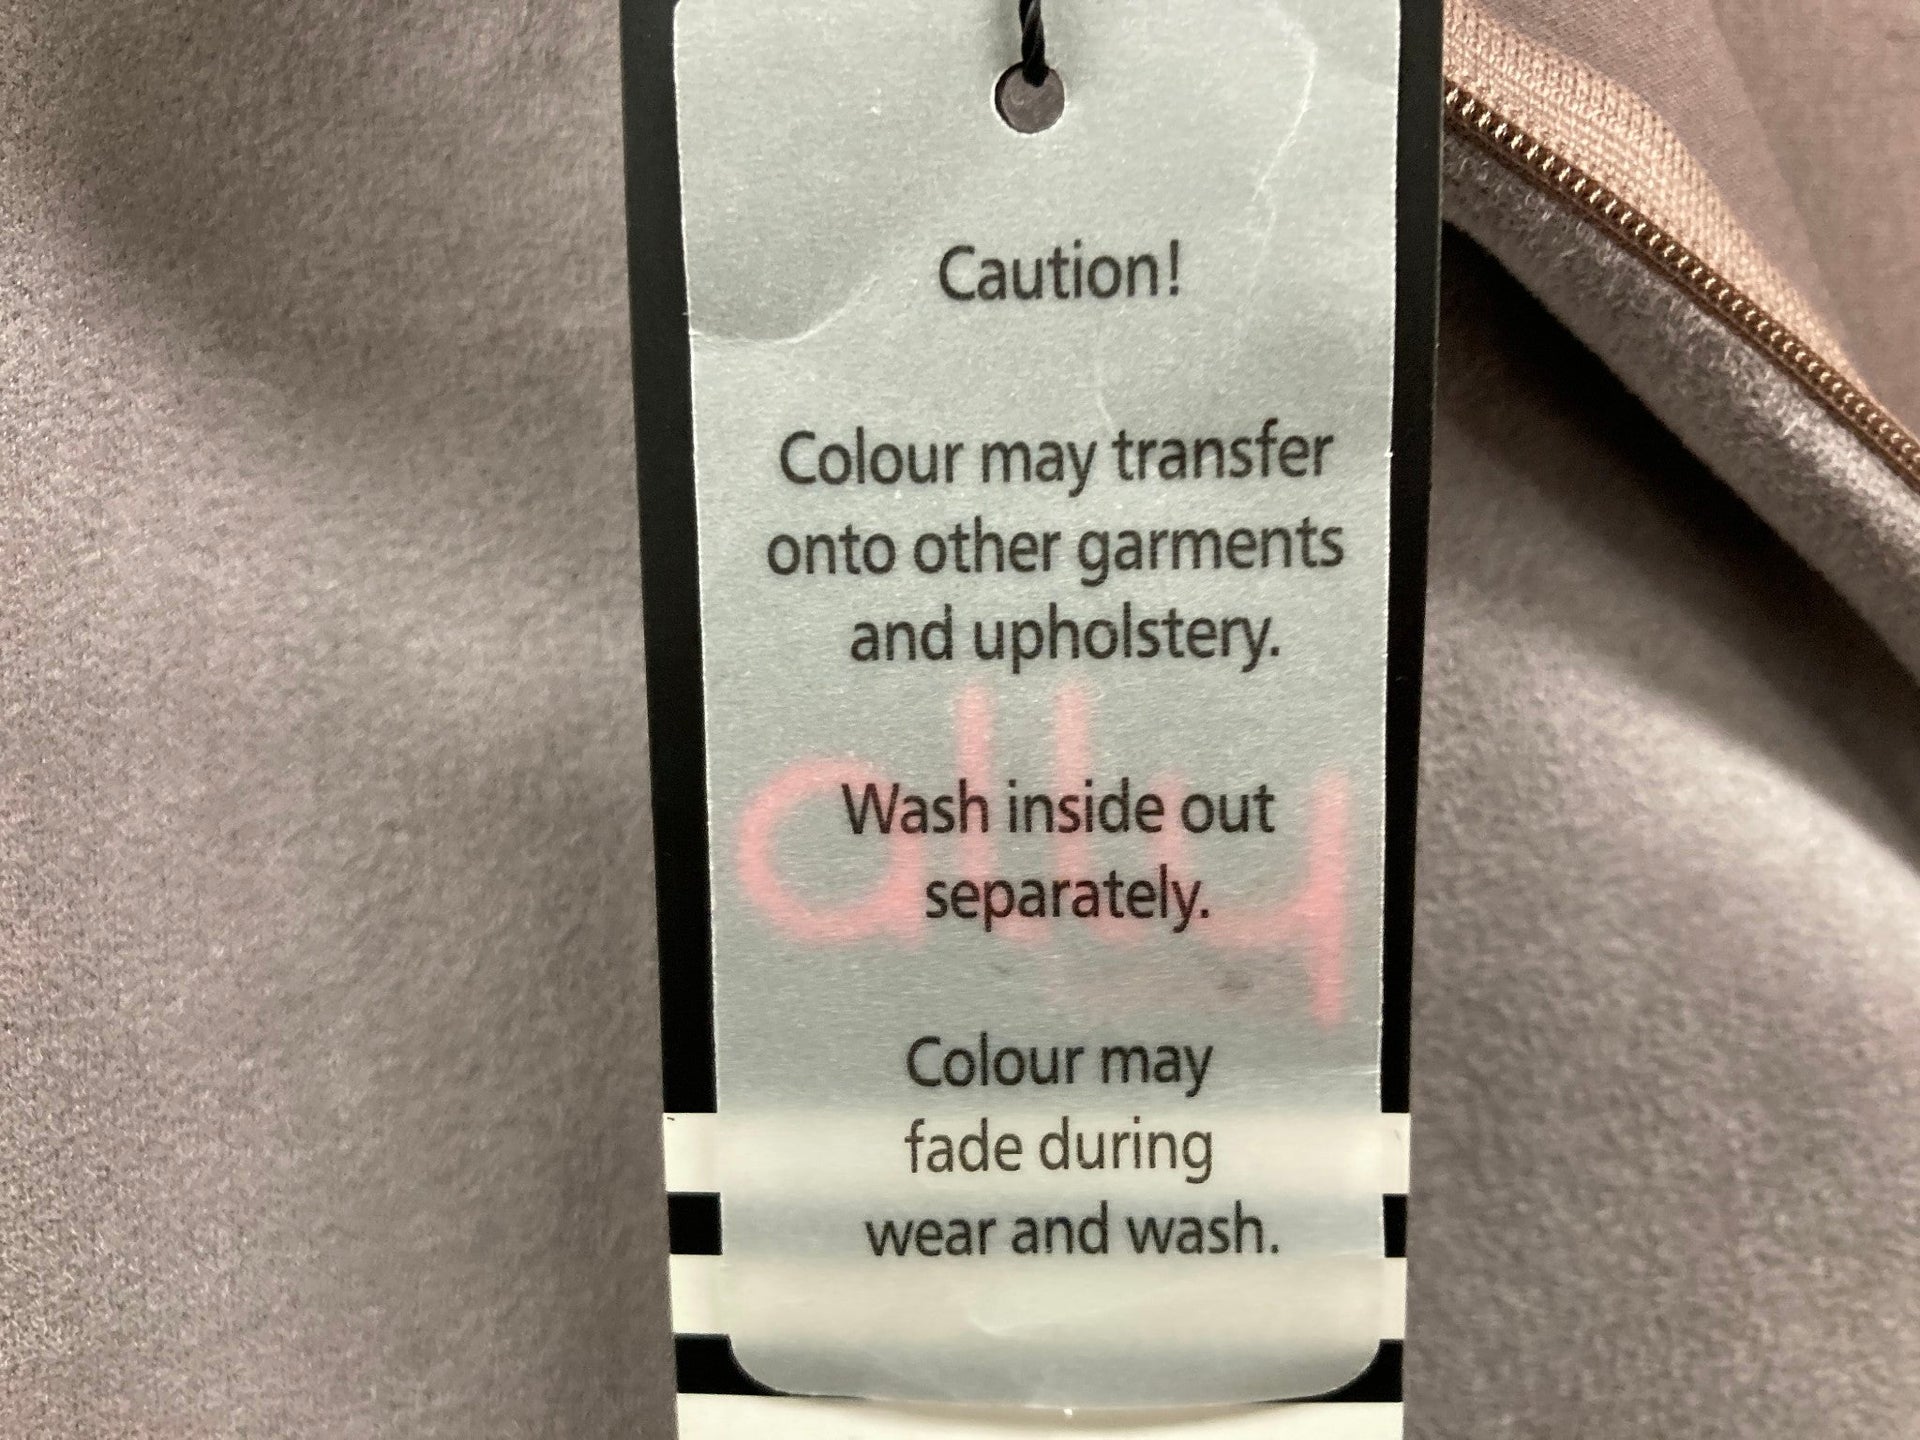 Caution!
Colour may transfer
onto other garments
and upholstery.
Wash inside out
separately.
Colour may
fade during
wear and wash.
ally